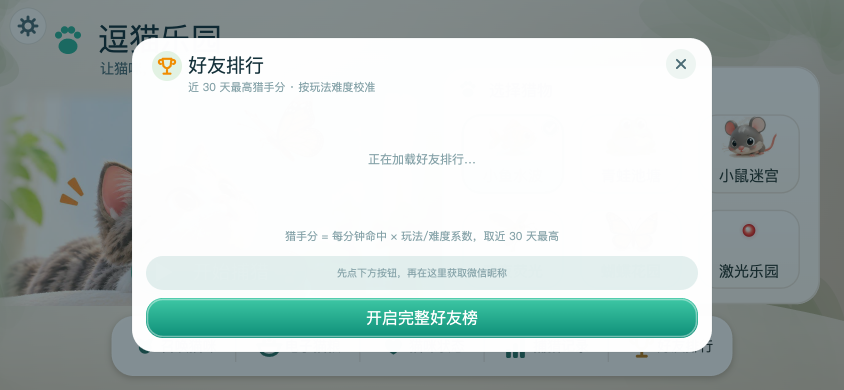 逗猫乐园
让猫
好友排行
近 30 天最高猎手分 · 按玩法难度校准
正在加载好友排行...
小鼠迷宫
猎手分 = 每分钟命中 × 玩法/难度系数，取近 30 天最高
激光乐园
先点下方按钮，再在这里获取微信昵称
开启完整好友榜
行